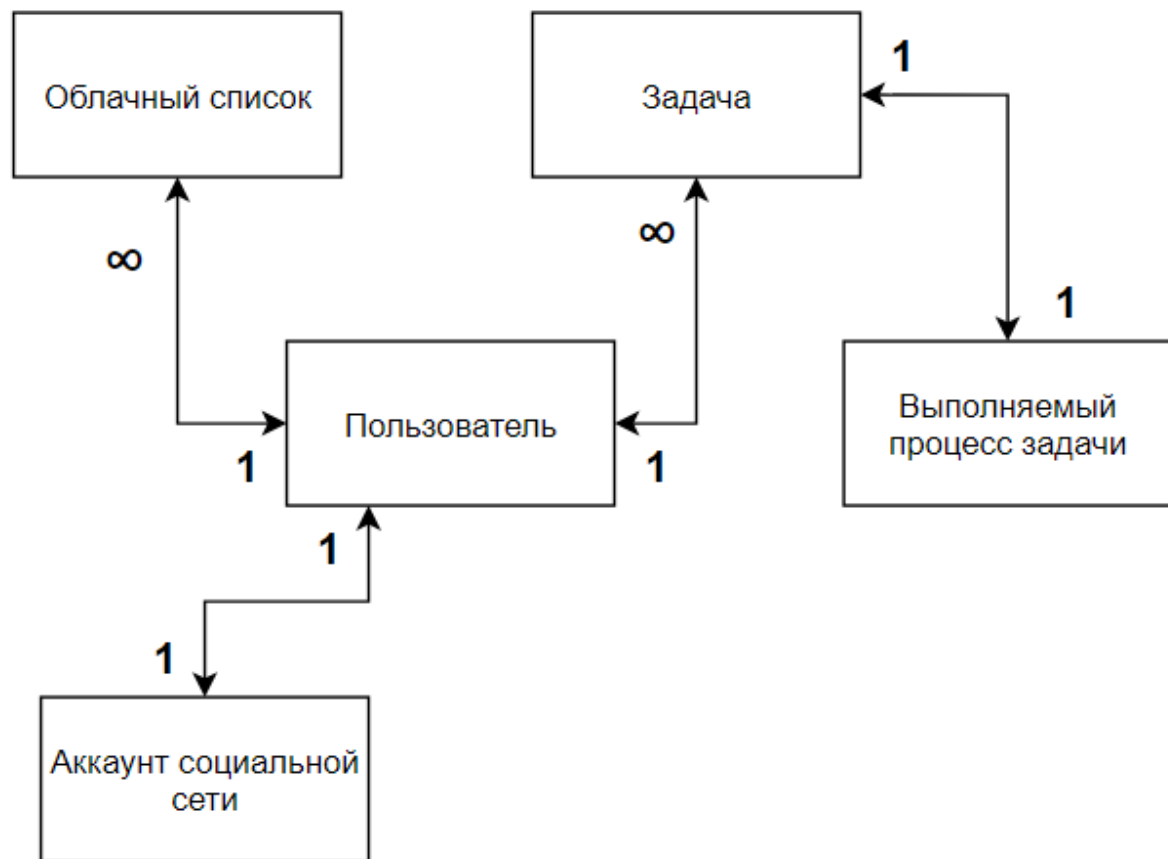 Облачный список
Задача
1
∞
∞
1
Пользователь
Выполняемый
процесс задачи
1
1
1
1
Аккаунт социальной
сети